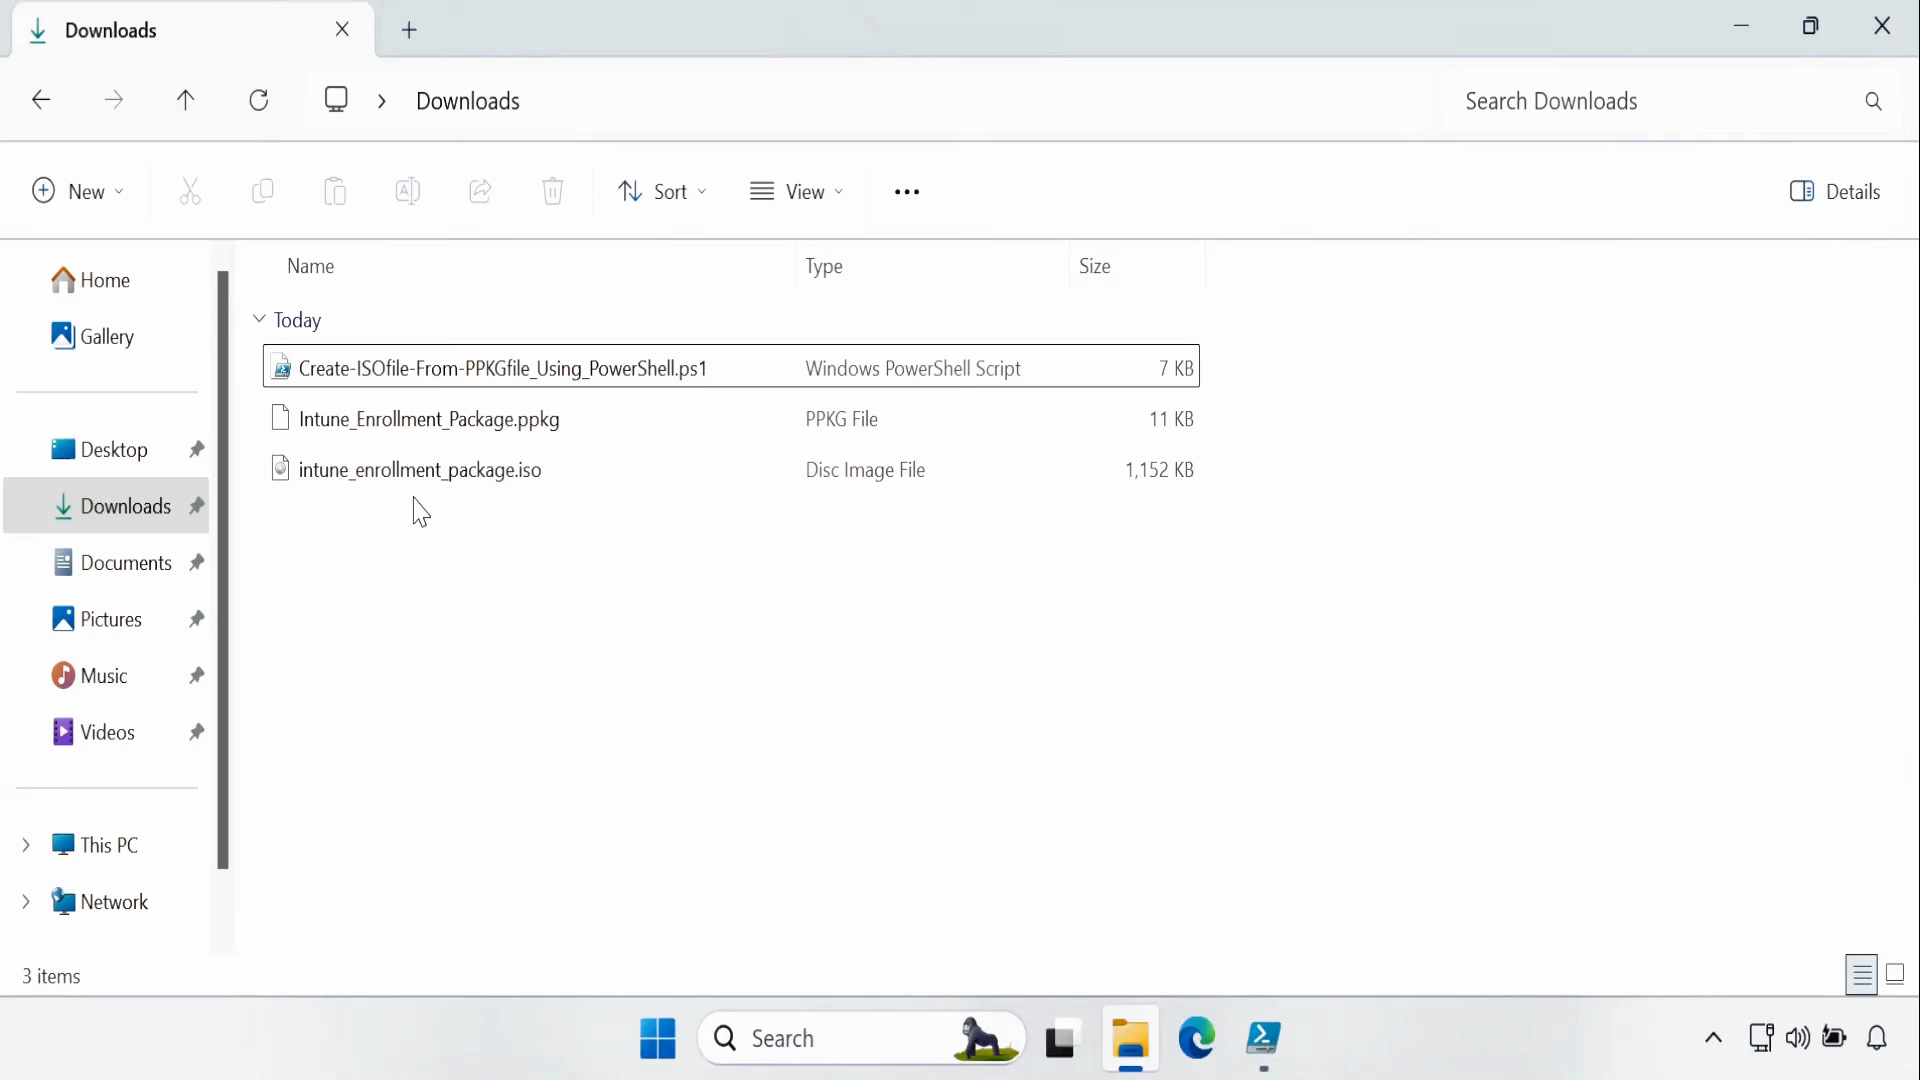 Downloads
Downloads
Search Downloads
New
Sort
View
Details
Name
Type
Size
Today
Create-ISOfile-From-PPKGfile_Using_PowerShell.ps1
Windows PowerShell Script
7 KB
Intune_Enrollment_Package.ppkg
PPKG File
11 KB
intune_enrollment_package.iso
Disc Image File
1,152 KB
Home
Gallery
Desktop
Downloads
Documents
Pictures
Music
Videos
This PC
Network
3 items
Search